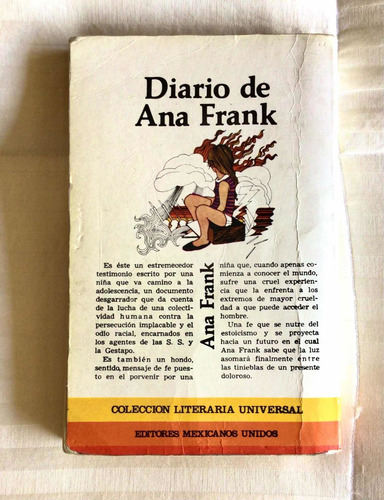 Diario de
Ana Frank
Es éste un estremecedor
testimonio escrito por una
niña que va camino a la
adolescencia, un documento
desgarrador que da cuenta
de la lucha de una colecti-
vidad humana contra la
persecución implacable y el
odio racial, encarnados en
los agentes de las S. S. y
la Gestapo.
Es también un hondo,
sentido, mensaje de fe pues-
to en el porvenir por una
Ana Frank
niña que, cuando apenas co-
mienza a conocer el mundo,
sufre una cruel experien-
cia que la enfrenta a los
extremos de mayor cruel-
dad a que puede acceder el
hombre.
Una fe que se nutre del
estoicismo y se proyecta
hacia un futuro en el cual
Ana Frank sabe que la luz
asomará finalmente entre
las tinieblas de un presente
doloroso.
COLECCION LITERARIA UNIVERSAL
EDITORES MEXICANOS UNIDOS